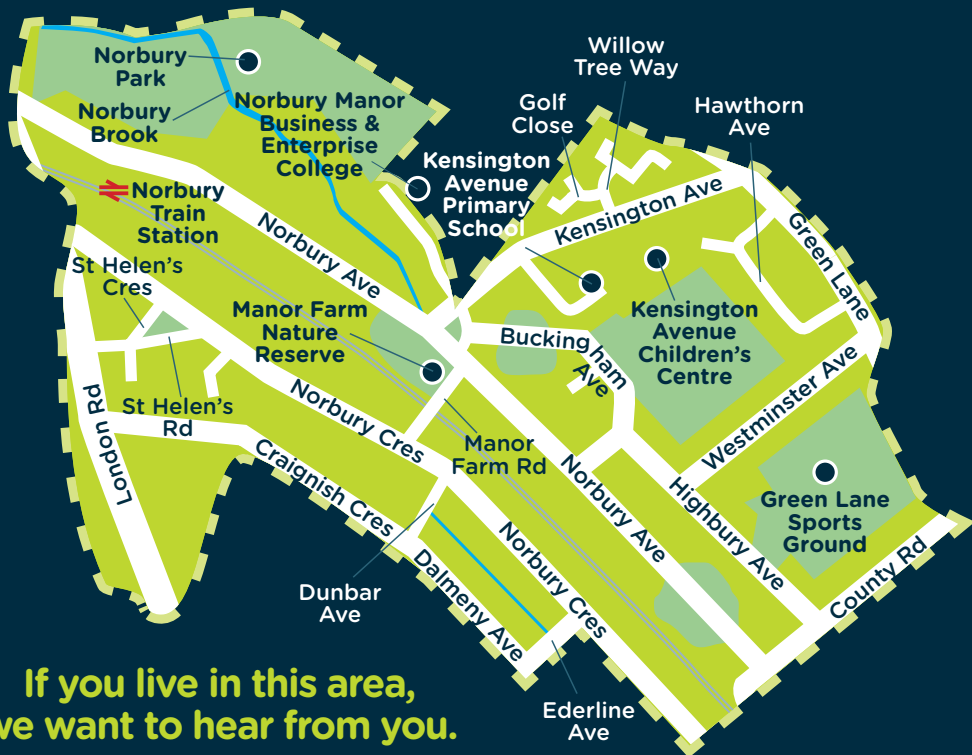 Norbury
Park
Norbury
Brook
Norbury Manor
Business &
Enterprise
College
Kensington
Avenue
Primary
School
Willow
Tree Way
Golf
Close
Hawthorn
Ave
Kensington Ave
Green Lane
Norbury
Train
Station
Norbury Ave
St Helen's
Cres
Manor Farm
Nature
Reserve
Buckingham
Ave
Kensington
Avenue
Children's
Centre
Westminster Ave
St Helen's
Rd
London Rd
Norbury Cres
Craignish Cres
Manor
Farm Rd
Norbury Ave
Highbury Ave
Green Lane
Sports
Ground
County Rd
Dunbar
Ave
Dalmeny Ave
Norbury Cres
Ederline
Ave
If you live in this area,
we want to hear from you.